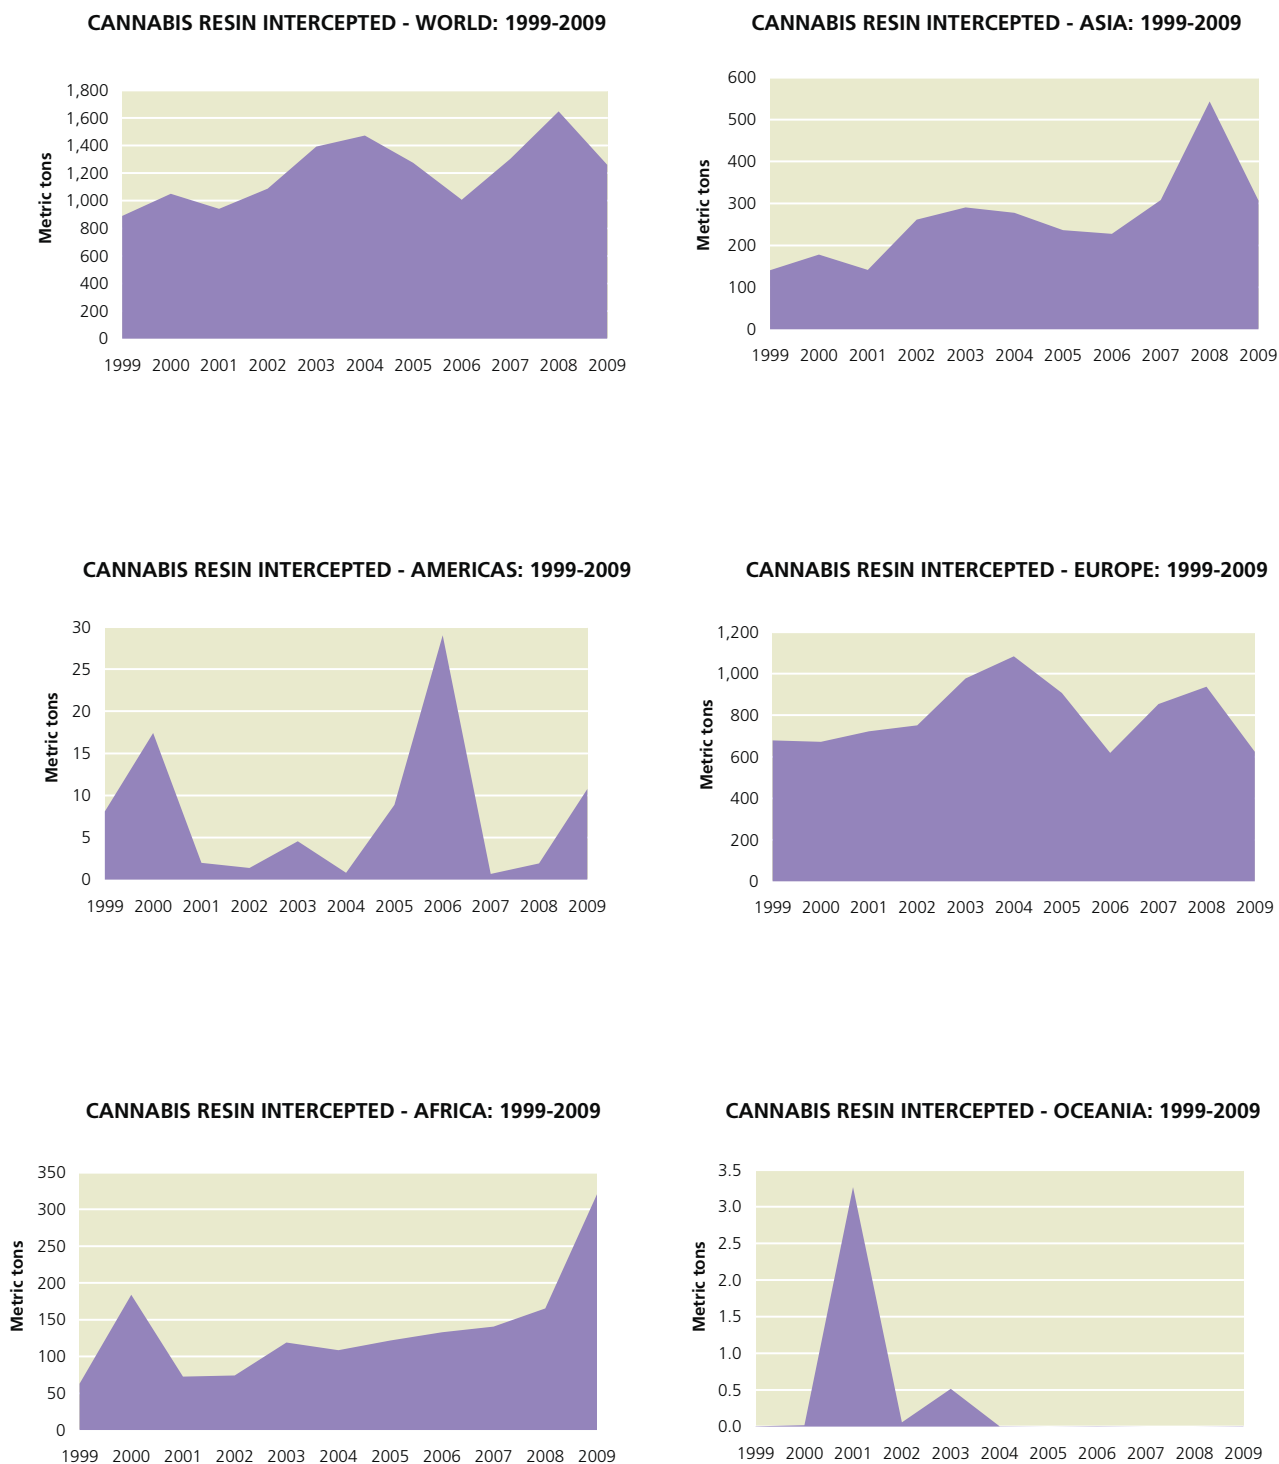 CANNABIS RESIN INTERCEPTED - WORLD: 1999-2009
Metric tons
1,800
1,600
1,400
1,200
1,000
800
600
400
200
0
1999 2000 2001 2002 2003 2004 2005 2006 2007 2008 2009
CANNABIS RESIN INTERCEPTED - ASIA: 1999-2009
Metric tons
600
500
400
300
200
100
0
1999 2000 2001 2002 2003 2004 2005 2006 2007 2008 2009
CANNABIS RESIN INTERCEPTED - AMERICAS: 1999-2009
Metric tons
30
25
20
15
10
5
0
1999 2000 2001 2002 2003 2004 2005 2006 2007 2008 2009
CANNABIS RESIN INTERCEPTED - EUROPE: 1999-2009
Metric tons
1,200
1,000
800
600
400
200
0
1999 2000 2001 2002 2003 2004 2005 2006 2007 2008 2009
CANNABIS RESIN INTERCEPTED - AFRICA: 1999-2009
Metric tons
350
300
250
200
150
100
50
0
1999 2000 2001 2002 2003 2004 2005 2006 2007 2008 2009
CANNABIS RESIN INTERCEPTED - OCEANIA: 1999-2009
Metric tons
3.5
3.0
2.5
2.0
1.5
1.0
0.5
0.0
1999 2000 2001 2002 2003 2004 2005 2006 2007 2008 2009